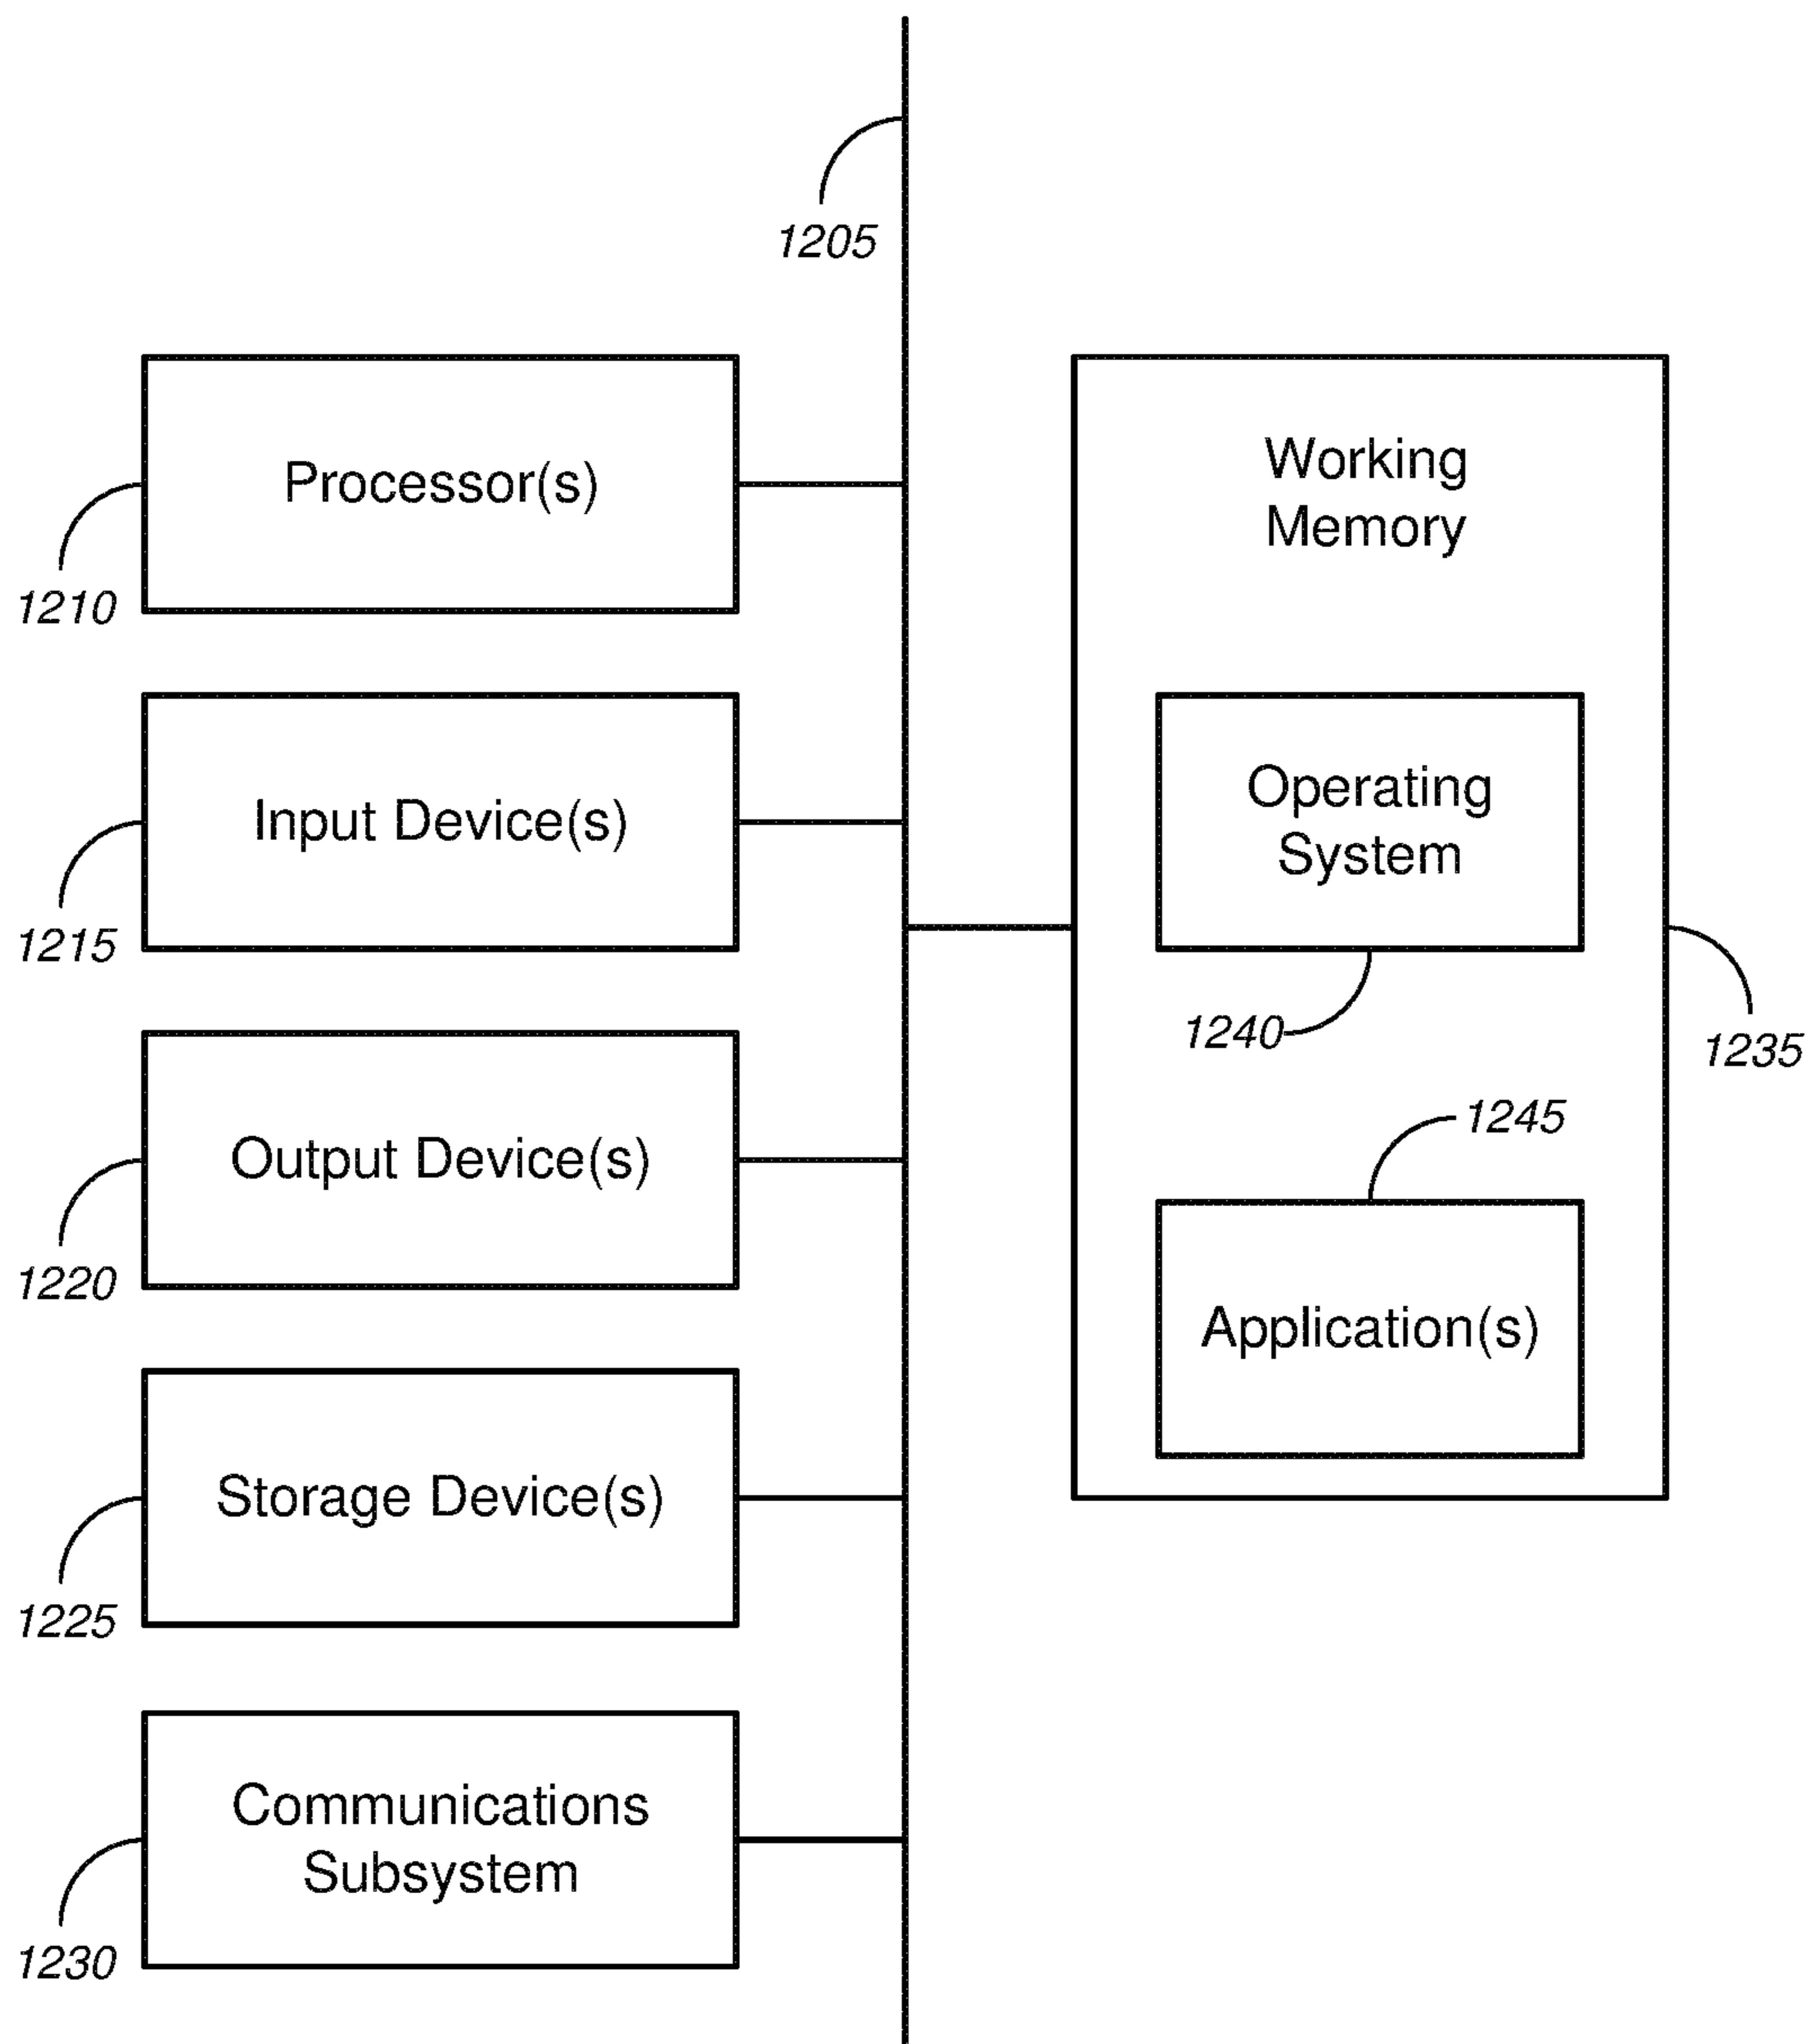 1205
Processor(s)
1210
Input Device(s)
1215
Output Device(s)
1220
Storage Device(s)
1225
Communications
Subsystem
1230
Working
Memory
Operating
System
1240
1235
1245
Application(s)